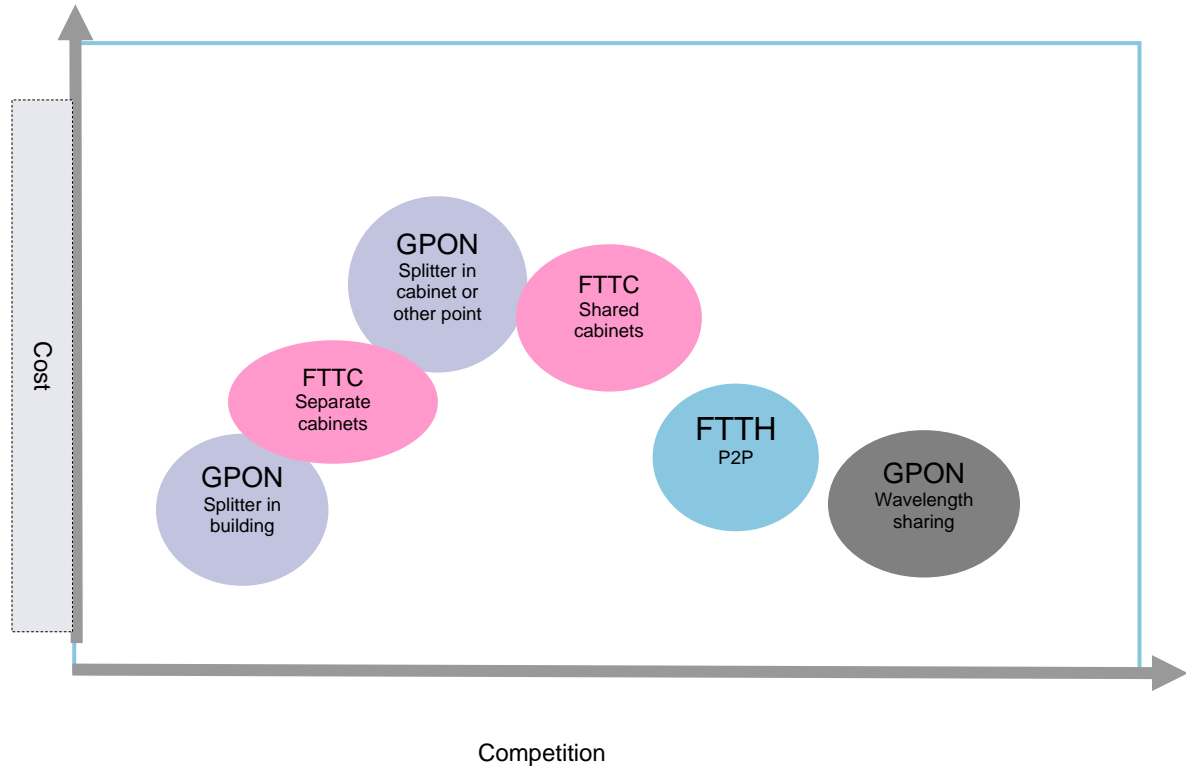 GPON
Splitter in
cabinet or
other point
FTTC
Shared
cabinets
Cost
FTTC
Separate
cabinets
FTTH
P2P
GPON
Splitter in
building
GPON
Wavelength
sharing
Competition